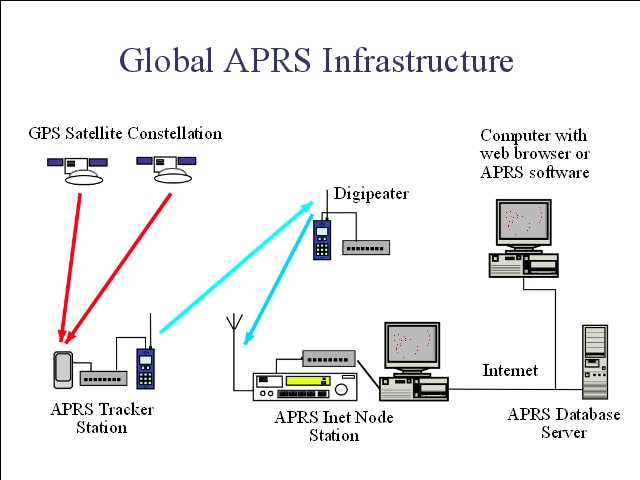 Global APRS Infrastructure
GPS Satellite Constellation
Computer with
web browser or
APRS software
Digipeater
Internet
APRS Tracker
Station
APRS Inet Node
Station
APRS Database
Server